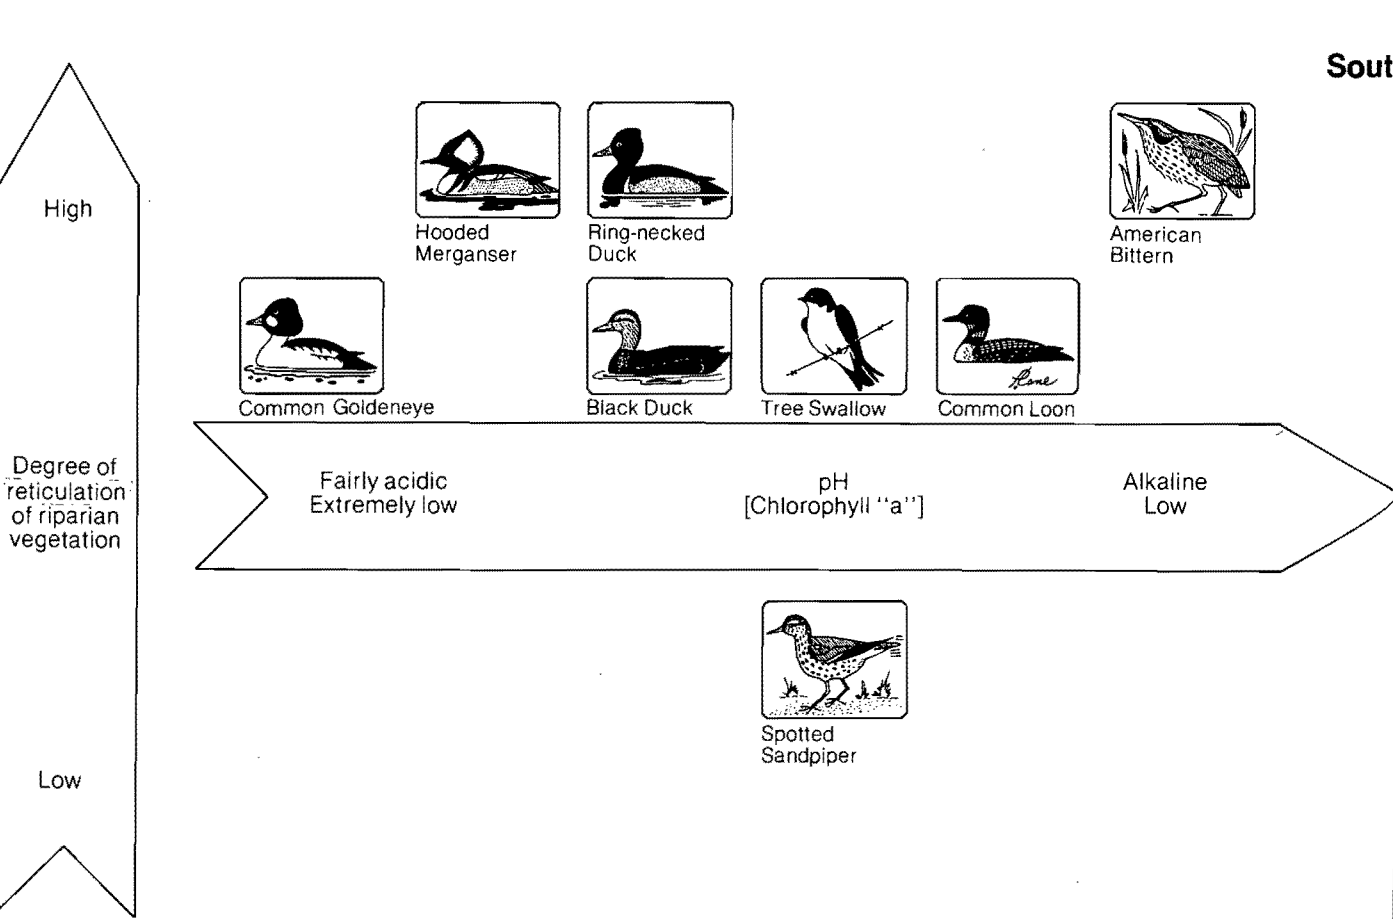 Sout
High
Hooded
Merganser
Ring-necked
Duck
American
Bittern
Common Goldeneye
Black Duck
Tree Swallow
Common Loon
Degree of
reticulation
of riparian
vegetation
Fairly acidic
Extremely low
pH
[Chlorophyll "a"]
Alkaline
Low
Spotted
Sandpiper
Low